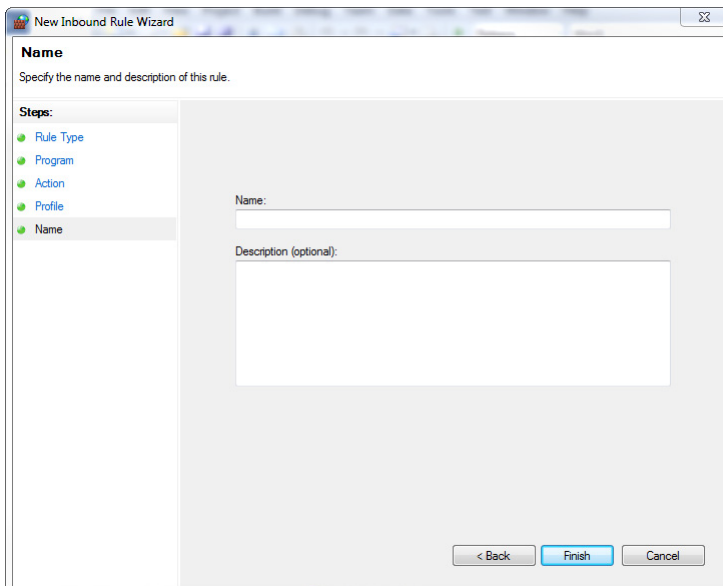 New Inbound Rule Wizard
Name
Specify the name and description of this rule.
Steps:
Rule Type
Program
Action
Profile
Name
Name:
Description (optional):
< Back
Finish
Cancel